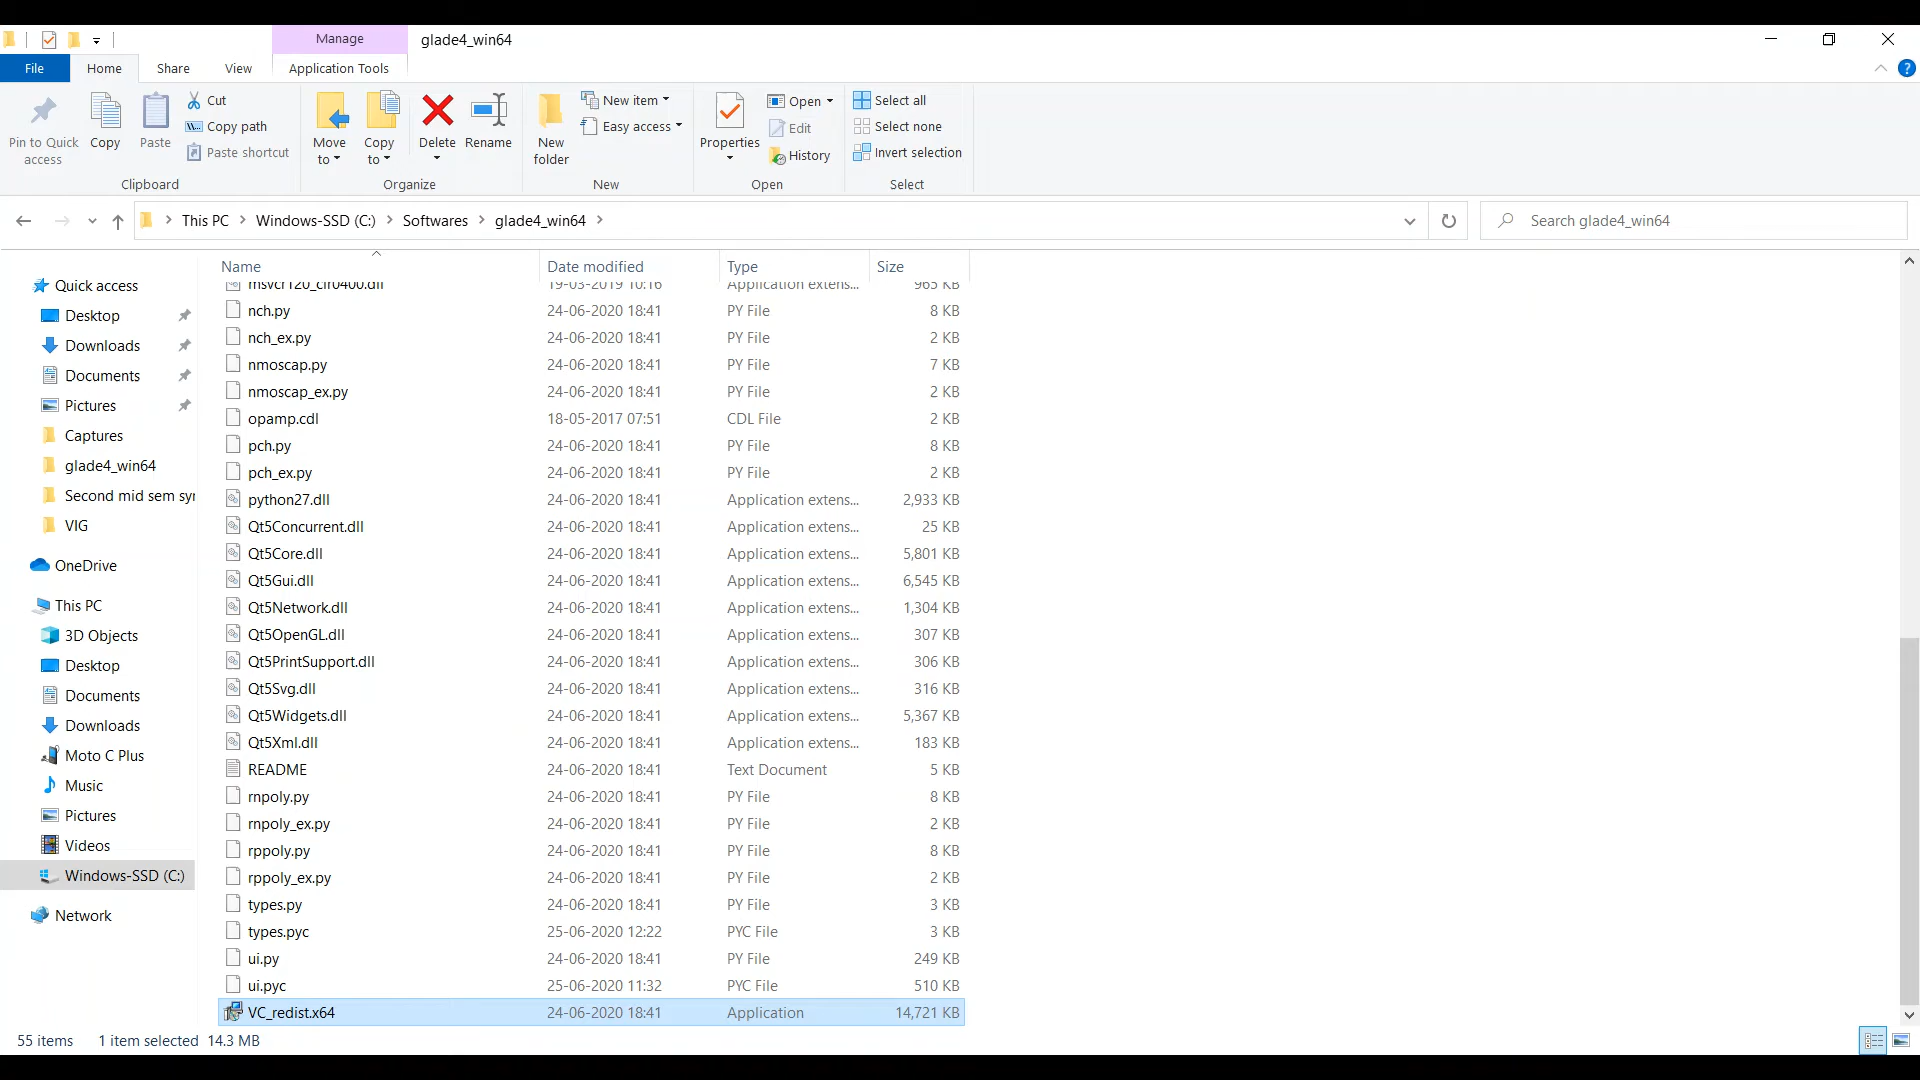 Manage
glade4_win64
File
Home
Share
View
Application Tools
Pin to Quick access
Copy
Paste
Cut
Copy path
Paste shortcut
Clipboard
Move to
Copy to
Delete
Rename
Organize
New folder
New item
Easy access
New
Properties
Open
Edit
History
Open
Select all
Select none
Invert selection
Select
This PC
Windows-SSD (C:)
Softwares
glade4_win64
Search glade4_win64
Quick access
Desktop
Downloads
Documents
Pictures
Captures
glade4_win64
Second mid sem syr
VIG
OneDrive
This PC
3D Objects
Desktop
Documents
Downloads
Moto C Plus
Music
Pictures
Videos
Windows-SSD (C:)
Network
Name Date modified Type Size
msvcr120_clr0400.dll 19-03-2019 10:16 Application extens... 965 KB
nch.py 24-06-2020 18:41 PY File 8 KB
nch_ex.py 24-06-2020 18:41 PY File 2 KB
nmoscap.py 24-06-2020 18:41 PY File 7 KB
nmoscap_ex.py 24-06-2020 18:41 PY File 2 KB
opamp.cdl 18-05-2017 07:51 CDL File 2 KB
pch.py 24-06-2020 18:41 PY File 8 KB
pch_ex.py 24-06-2020 18:41 PY File 2 KB
python27.dll 24-06-2020 18:41 Application extens... 2,933 KB
Qt5Concurrent.dll 24-06-2020 18:41 Application extens... 25 KB
Qt5Core.dll 24-06-2020 18:41 Application extens... 5,801 KB
Qt5Gui.dll 24-06-2020 18:41 Application extens... 6,545 KB
Qt5Network.dll 24-06-2020 18:41 Application extens... 1,304 KB
Qt5OpenGL.dll 24-06-2020 18:41 Application extens... 307 KB
Qt5PrintSupport.dll 24-06-2020 18:41 Application extens... 306 KB
Qt5Svg.dll 24-06-2020 18:41 Application extens... 316 KB
Qt5Widgets.dll 24-06-2020 18:41 Application extens... 5,367 KB
Qt5Xml.dll 24-06-2020 18:41 Application extens... 183 KB
README 24-06-2020 18:41 Text Document 5 KB
rnpoly.py 24-06-2020 18:41 PY File 8 KB
rnpoly_ex.py 24-06-2020 18:41 PY File 2 KB
rppoly.py 24-06-2020 18:41 PY File 8 KB
rppoly_ex.py 24-06-2020 18:41 PY File 2 KB
types.py 24-06-2020 18:41 PY File 3 KB
types.pyc 25-06-2020 12:22 PYC File 3 KB
ui.py 24-06-2020 18:41 PY File 249 KB
ui.pyc 25-06-2020 11:32 PYC File 510 KB
VC_redist.x64 24-06-2020 18:41 Application 14,721 KB
55 items 1 item selected 14.3 MB